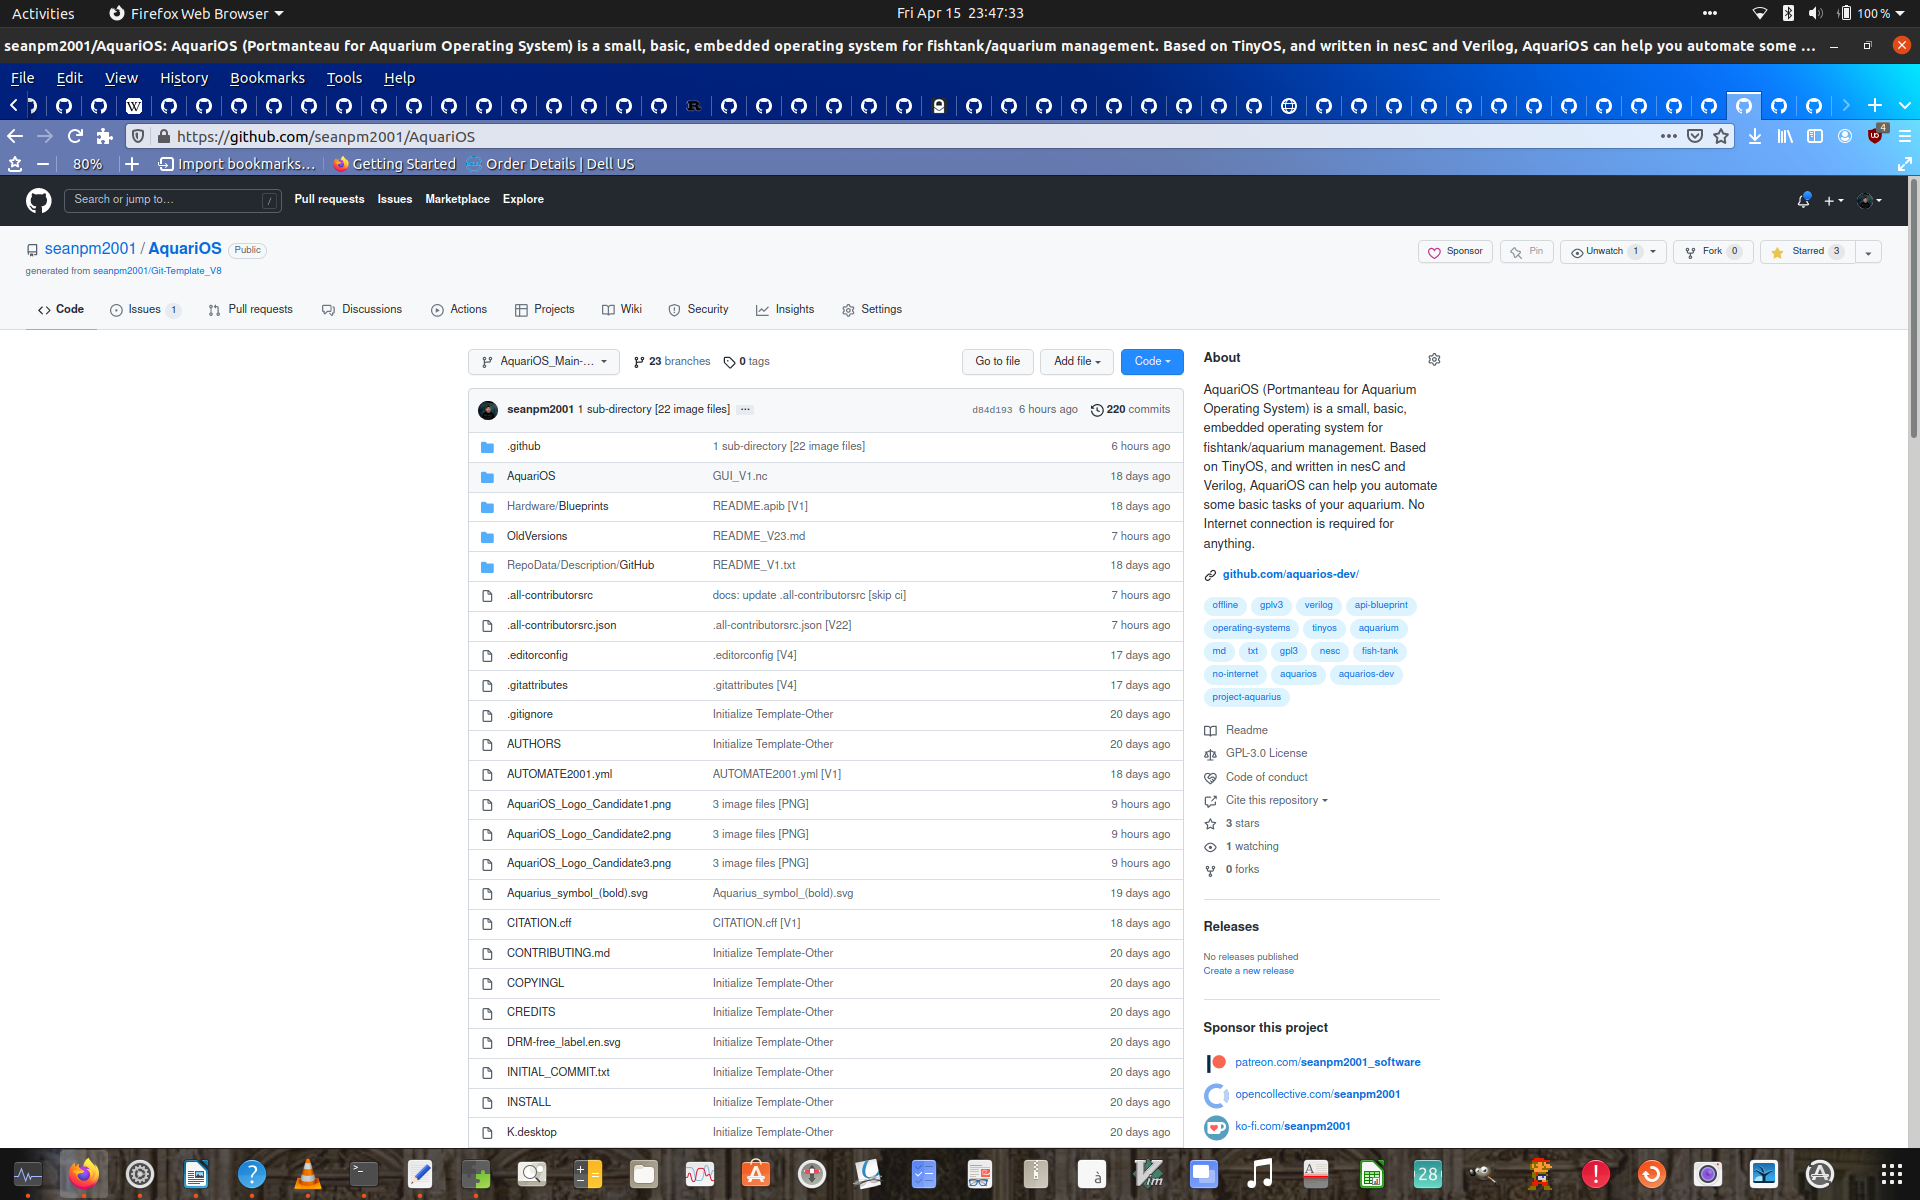 Activities
Firefox Web Browser
Fri Apr 15 23:47:33
100 %
seanpm2001/AquariOS: AquariOS (Portmanteau for Aquarium Operating System) is a small, basic, embedded operating system for fishtank/aquarium management. Based on TinyOS, and written in nesC and Verilog, AquariOS can help you automate some ...
File Edit View History Bookmarks Tools Help
https://github.com/seanpm2001/AquariOS
4
80%
Import bookmarks...
Getting Started
Order Details | Dell US
Search or jump to...
/
Pull requests Issues Marketplace Explore
seanpm2001 / AquariOS Public
Sponsor
Pin
Unwatch 1
Fork 0
Starred 3
generated from seanpm2001/Git-Template_V8
Code
Issues 1
Pull requests
Discussions
Actions
Projects
Wiki
Security
Insights
Settings
AquariOS_Main-...
23 branches
0 tags
Go to file
Add file
Code
seanpm2001 1 sub-directory [22 image files] ...
d84d193 6 hours ago
220 commits
.github 1 sub-directory [22 image files] 6 hours ago
AquariOS GUI_V1.nc 18 days ago
Hardware/Blueprints README.apib [V1] 18 days ago
OldVersions README_V23.md 7 hours ago
RepoData/Description/GitHub README_V1.txt 18 days ago
.all-contributorsrc docs: update .all-contributorsrc [skip ci] 7 hours ago
.all-contributorsrc.json .all-contributorsrc.json [V22] 7 hours ago
.editorconfig .editorconfig [V4] 17 days ago
.gitattributes .gitattributes [V4] 17 days ago
.gitignore Initialize Template-Other 20 days ago
AUTHORS Initialize Template-Other 20 days ago
AUTOMATE2001.yml AUTOMATE2001.yml [V1] 18 days ago
AquariOS_Logo_Candidate1.png 3 image files [PNG] 9 hours ago
AquariOS_Logo_Candidate2.png 3 image files [PNG] 9 hours ago
AquariOS_Logo_Candidate3.png 3 image files [PNG] 9 hours ago
Aquarius_symbol_(bold).svg Aquarius_symbol_(bold).svg 19 days ago
CITATION.cff CITATION.cff [V1] 18 days ago
CONTRIBUTING.md Initialize Template-Other 20 days ago
COPYINGL Initialize Template-Other 20 days ago
CREDITS Initialize Template-Other 20 days ago
DRM-free_label.en.svg Initialize Template-Other 20 days ago
INITIAL_COMMIT.txt Initialize Template-Other 20 days ago
INSTALL Initialize Template-Other 20 days ago
K.desktop Initialize Template-Other 20 days ago
About
AquariOS (Portmanteau for Aquarium
Operating System) is a small, basic,
embedded operating system for
fishtank/aquarium management. Based
on TinyOS, and written in nesC and
Verilog, AquariOS can help you automate
some basic tasks of your aquarium. No
Internet connection is required for
anything.
github.com/aquarios-dev/
offline gplv3 verilog api-blueprint
operating-systems tinyos aquarium
md txt gpl3 nesc fish-tank
no-internet aquarios aquarios-dev
project-aquarius
Readme
GPL-3.0 License
Code of conduct
Cite this repository
3 stars
1 watching
0 forks
Releases
No releases published
Create a new release
Sponsor this project
patreon.com/seanpm2001_software
opencollective.com/seanpm2001
ko-fi.com/seanpm2001
28